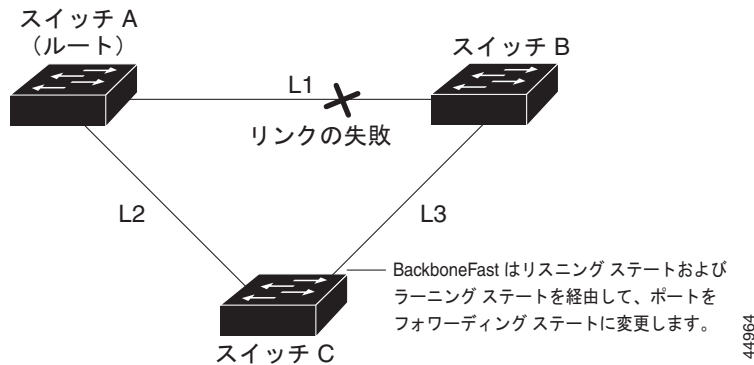 スイッチ A
（ルート）
スイッチ B
L1
リンクの失敗
L2
L3
BackboneFast はリスニング ステートおよび
ラーニング ステートを経由して、ポートを
フォワーディング ステートに変更します。
スイッチ C
44964